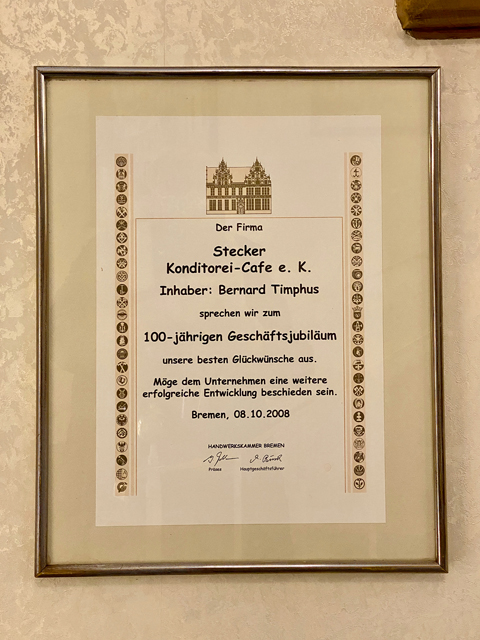 Der Firma
Stecker
Konditorei-Cafe e. K.
Inhaber: Bernard Timphus
sprechen wir zum
100-jährigen Geschäftsjubiläum
unsere besten Glückwünsche aus.
Möge dem Unternehmen eine weitere
erfolgreiche Entwicklung beschieden sein.
Bremen, 08.10.2008
HANDWERKSKAMMER BREMEN
Präses Hauptgeschäftsführer